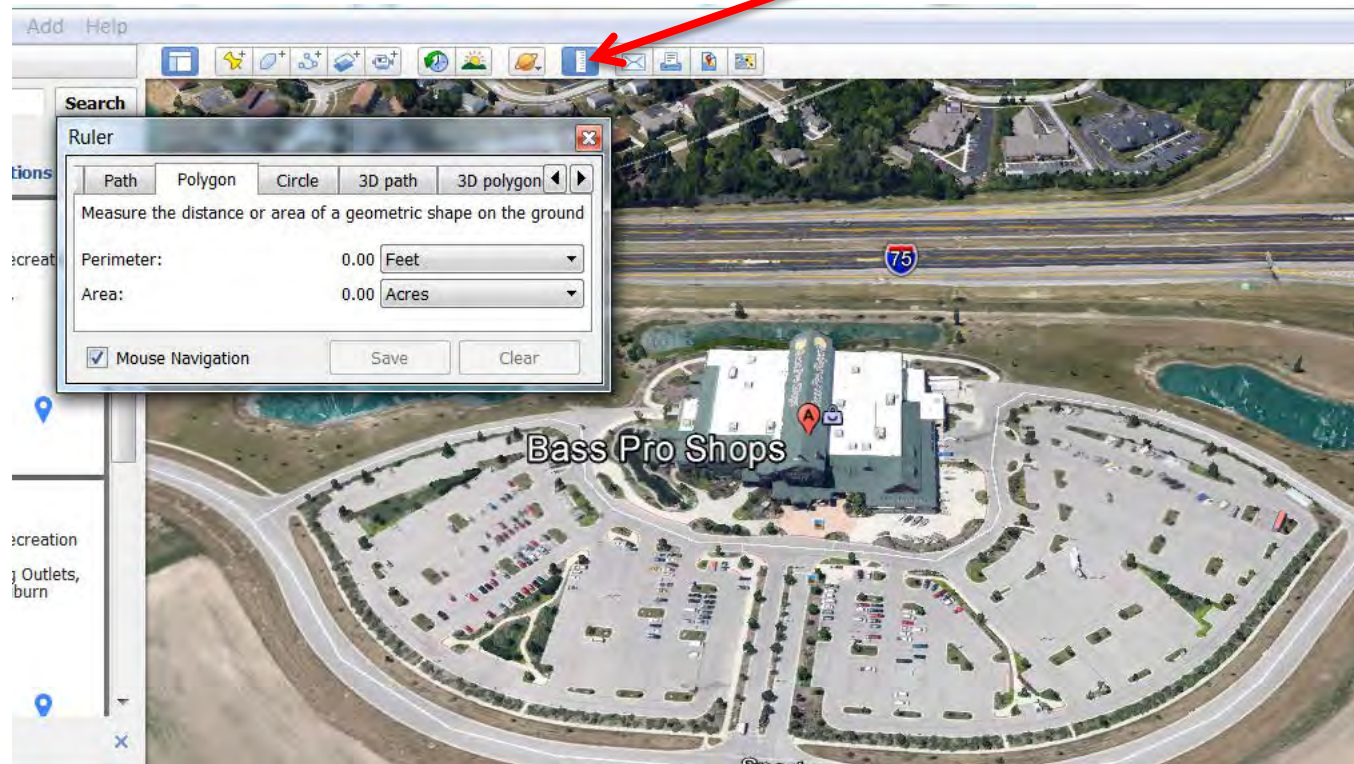 Add Help
Search
Ruler
tions
Path Polygon Circle 3D path 3D polygon
Measure the distance or area of a geometric shape on the ground
ecreat
Perimeter: 0.00 Feet
Area: 0.00 Acres
Mouse Navigation Save Clear
75
A
Bass Pro Shops
ecreation
g Outlets,
burn